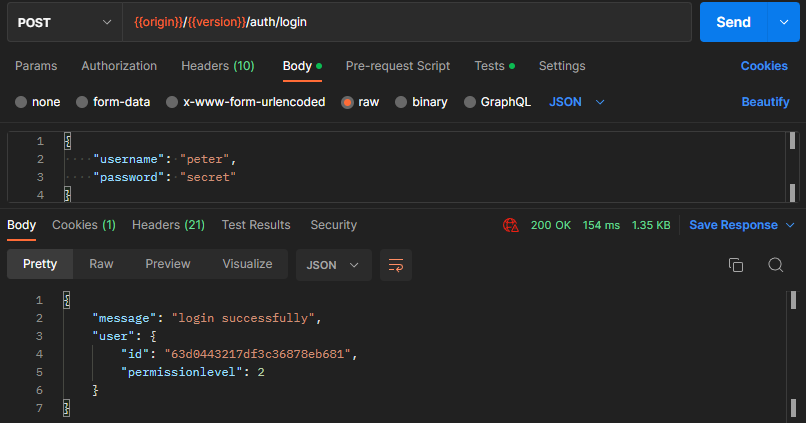 POST {{origin}}/{{version}}/auth/login Send
Params Authorization Headers (10) Body Pre-request Script Tests Settings Cookies
none form-data x-www-form-urlencoded raw binary GraphQL JSON Beautify
1 {
2 "username": "peter",
3 "password": "secret"
4 }
Body Cookies (1) Headers (21) Test Results Security 200 OK 154 ms 1.35 KB Save Response
Pretty Raw Preview Visualize JSON
1 {
2 "message": "login successfully",
3 "user": {
4 "id": "63d0443217df3c36878eb681",
5 "permissionlevel": 2
6 }
7 }